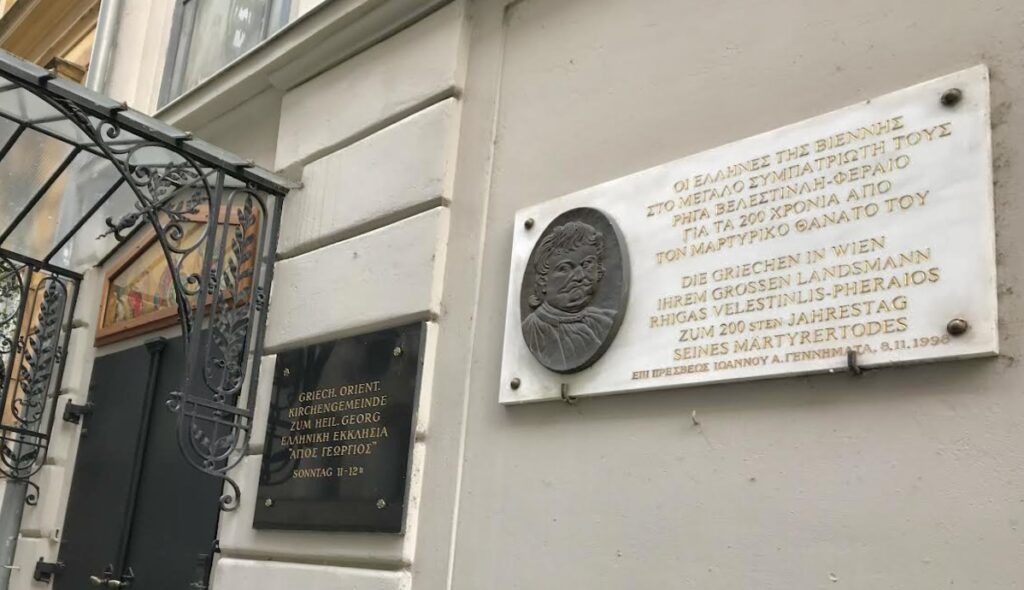 ΟΙ ΕΛΛΗΝΕΣ ΤΗΣ ΒΙΕΝΝΗΣ
ΣΤΟ ΜΕΓΑΛΟ ΣΥΜΠΑΤΡΙΩΤΗ ΤΟΥΣ
ΡΗΓΑ ΒΕΛΕΣΤΙΝΛΗ-ΦΕΡΑΙΟ
ΓΙΑ ΤΑ 200 ΧΡΟΝΙΑ ΑΠΟ
ΤΟΝ ΜΑΡΤΥΡΙΚΟ ΘΑΝΑΤΟ ΤΟΥ
DIE GRIECHEN IN WIEN
IHREM GROSSEN LANDSMANN
RHIGAS VELESTINLIS-PHERAIOS
ZUM 200 STEN JAHRESTAG
SEINES MARTYRERTODES
ΕΠΙ ΠΡΕΣΒΕΩΣ ΙΩΑΝΝΟΥ Α. ΓΕΝΝΗΜΑΤΑ, 8.11.1998
GRIECH. ORIENT.
KIRCHENGEMEINDE
ZUM HEIL. GEORG
ΕΛΛΗΝΙΚΗ ΕΚΚΛΗΣΙΑ
"ΑΓΙΟΣ ΓΕΩΡΓΙΟΣ"
SONNTAG 11-12h